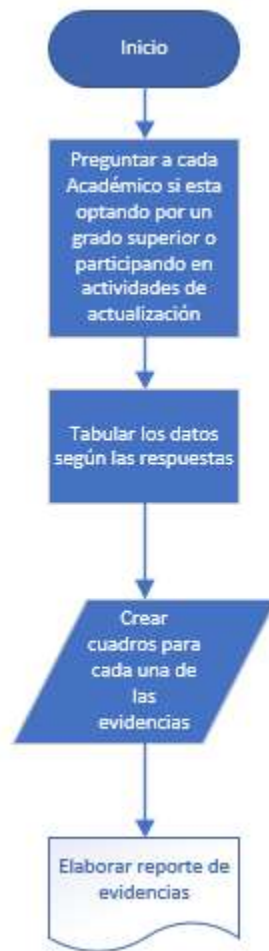 Inicio
Preguntar a cada
Académico si esta
optando por un
grado superior o
participando en
actividades de
actualización
Tabular los datos
según las respuestas
Crear
cuadros para
cada una de
las
evidencias
Elaborar reporte de
evidencias